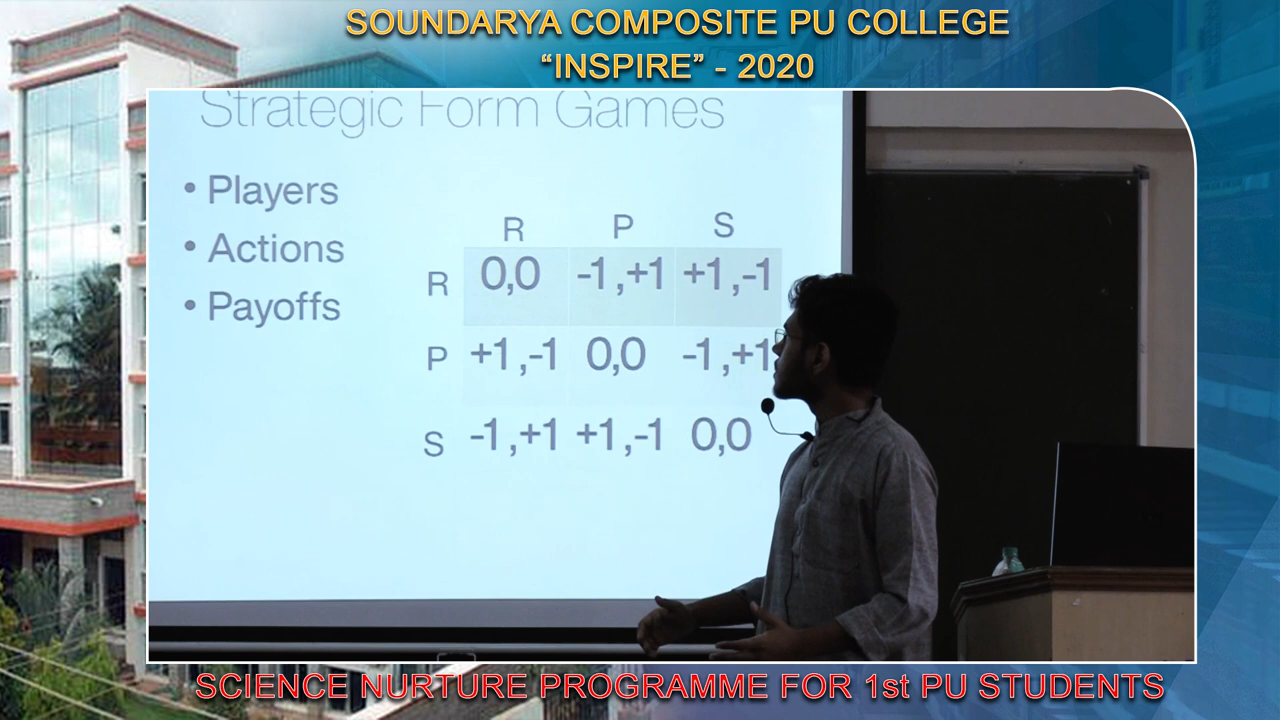 SOUNDARYA COMPOSITE PU COLLEGE
“INSPIRE” - 2020
Strategic Form Games
• Players
• Actions
• Payoffs
R P S
R 0,0 -1,+1 +1,-1
P +1,-1 0,0 -1,+1
S -1,+1 +1,-1 0,0
SCIENCE NURTURE PROGRAMME FOR 1st PU STUDENTS